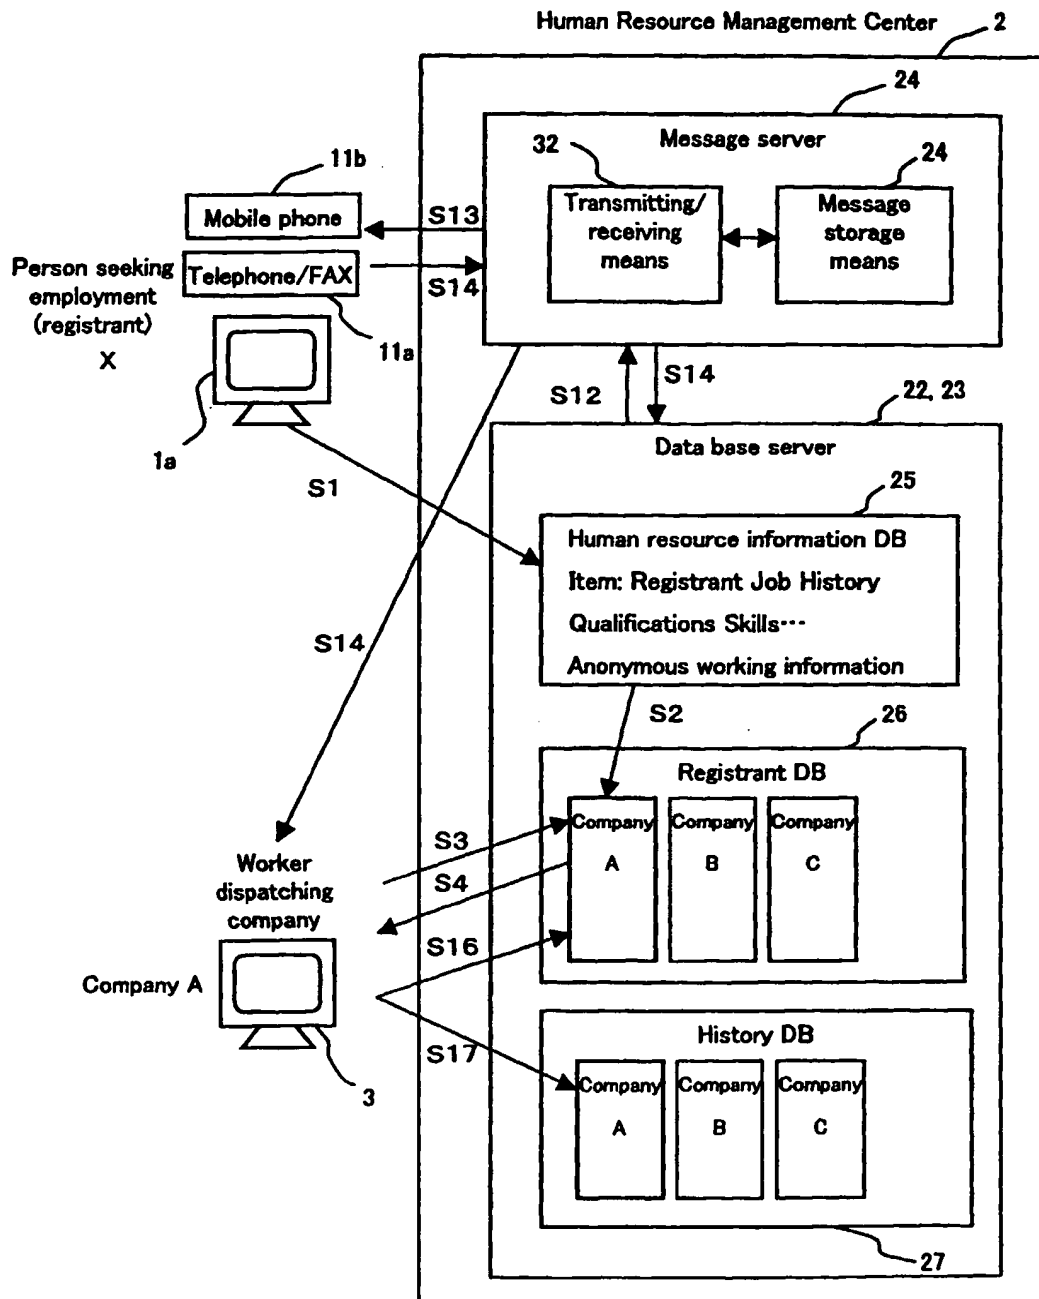 Human Resource Management Center
2
24
Message server
32
24
Transmitting/
receiving
means
Message
storage
means
11b
Mobile phone
S13
Telephone/FAX
S14
Person seeking
employment
(registrant)
X
11a
1a
S1
S12
S14
22, 23
Data base server
25
Human resource information DB
Item: Registrant Job History
Qualifications Skills···
Anonymous working information
S14
S2
26
Registrant DB
Company
A
Company
B
Company
C
S3
S4
Worker
dispatching
company
S16
Company A
S17
3
History DB
Company
A
Company
B
Company
C
27